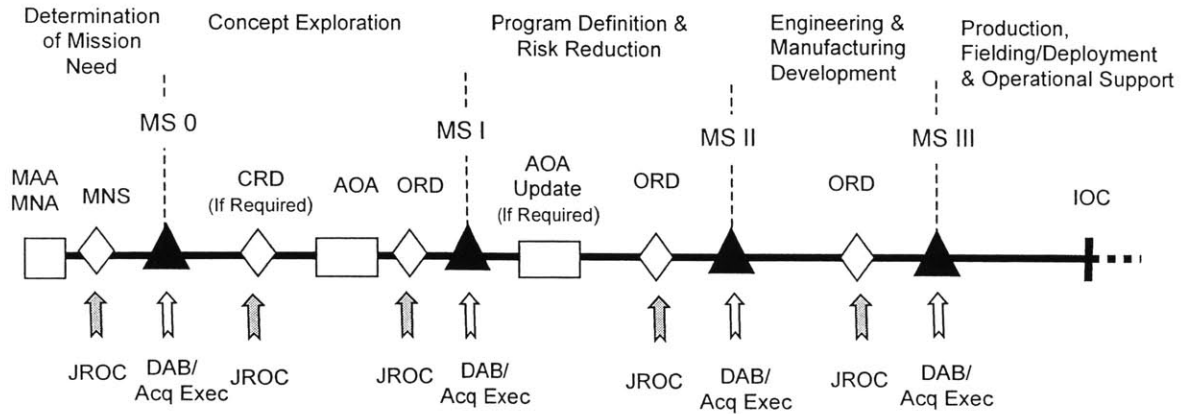 Determination
of Mission
Need
Concept Exploration
Program Definition &
Risk Reduction
Engineering &
Manufacturing
Development
Production,
Fielding/Deployment
& Operational Support
MS 0
MS I
MS II
MS III
MAA
MNA
MNS
CRD
(If Required)
AOA
ORD
AOA
Update
(If Required)
ORD
ORD
IOC
JROC
DAB/
Acq Exec
JROC
JROC
DAB/
Acq Exec
JROC
DAB/
Acq Exec
JROC
DAB/
Acq Exec